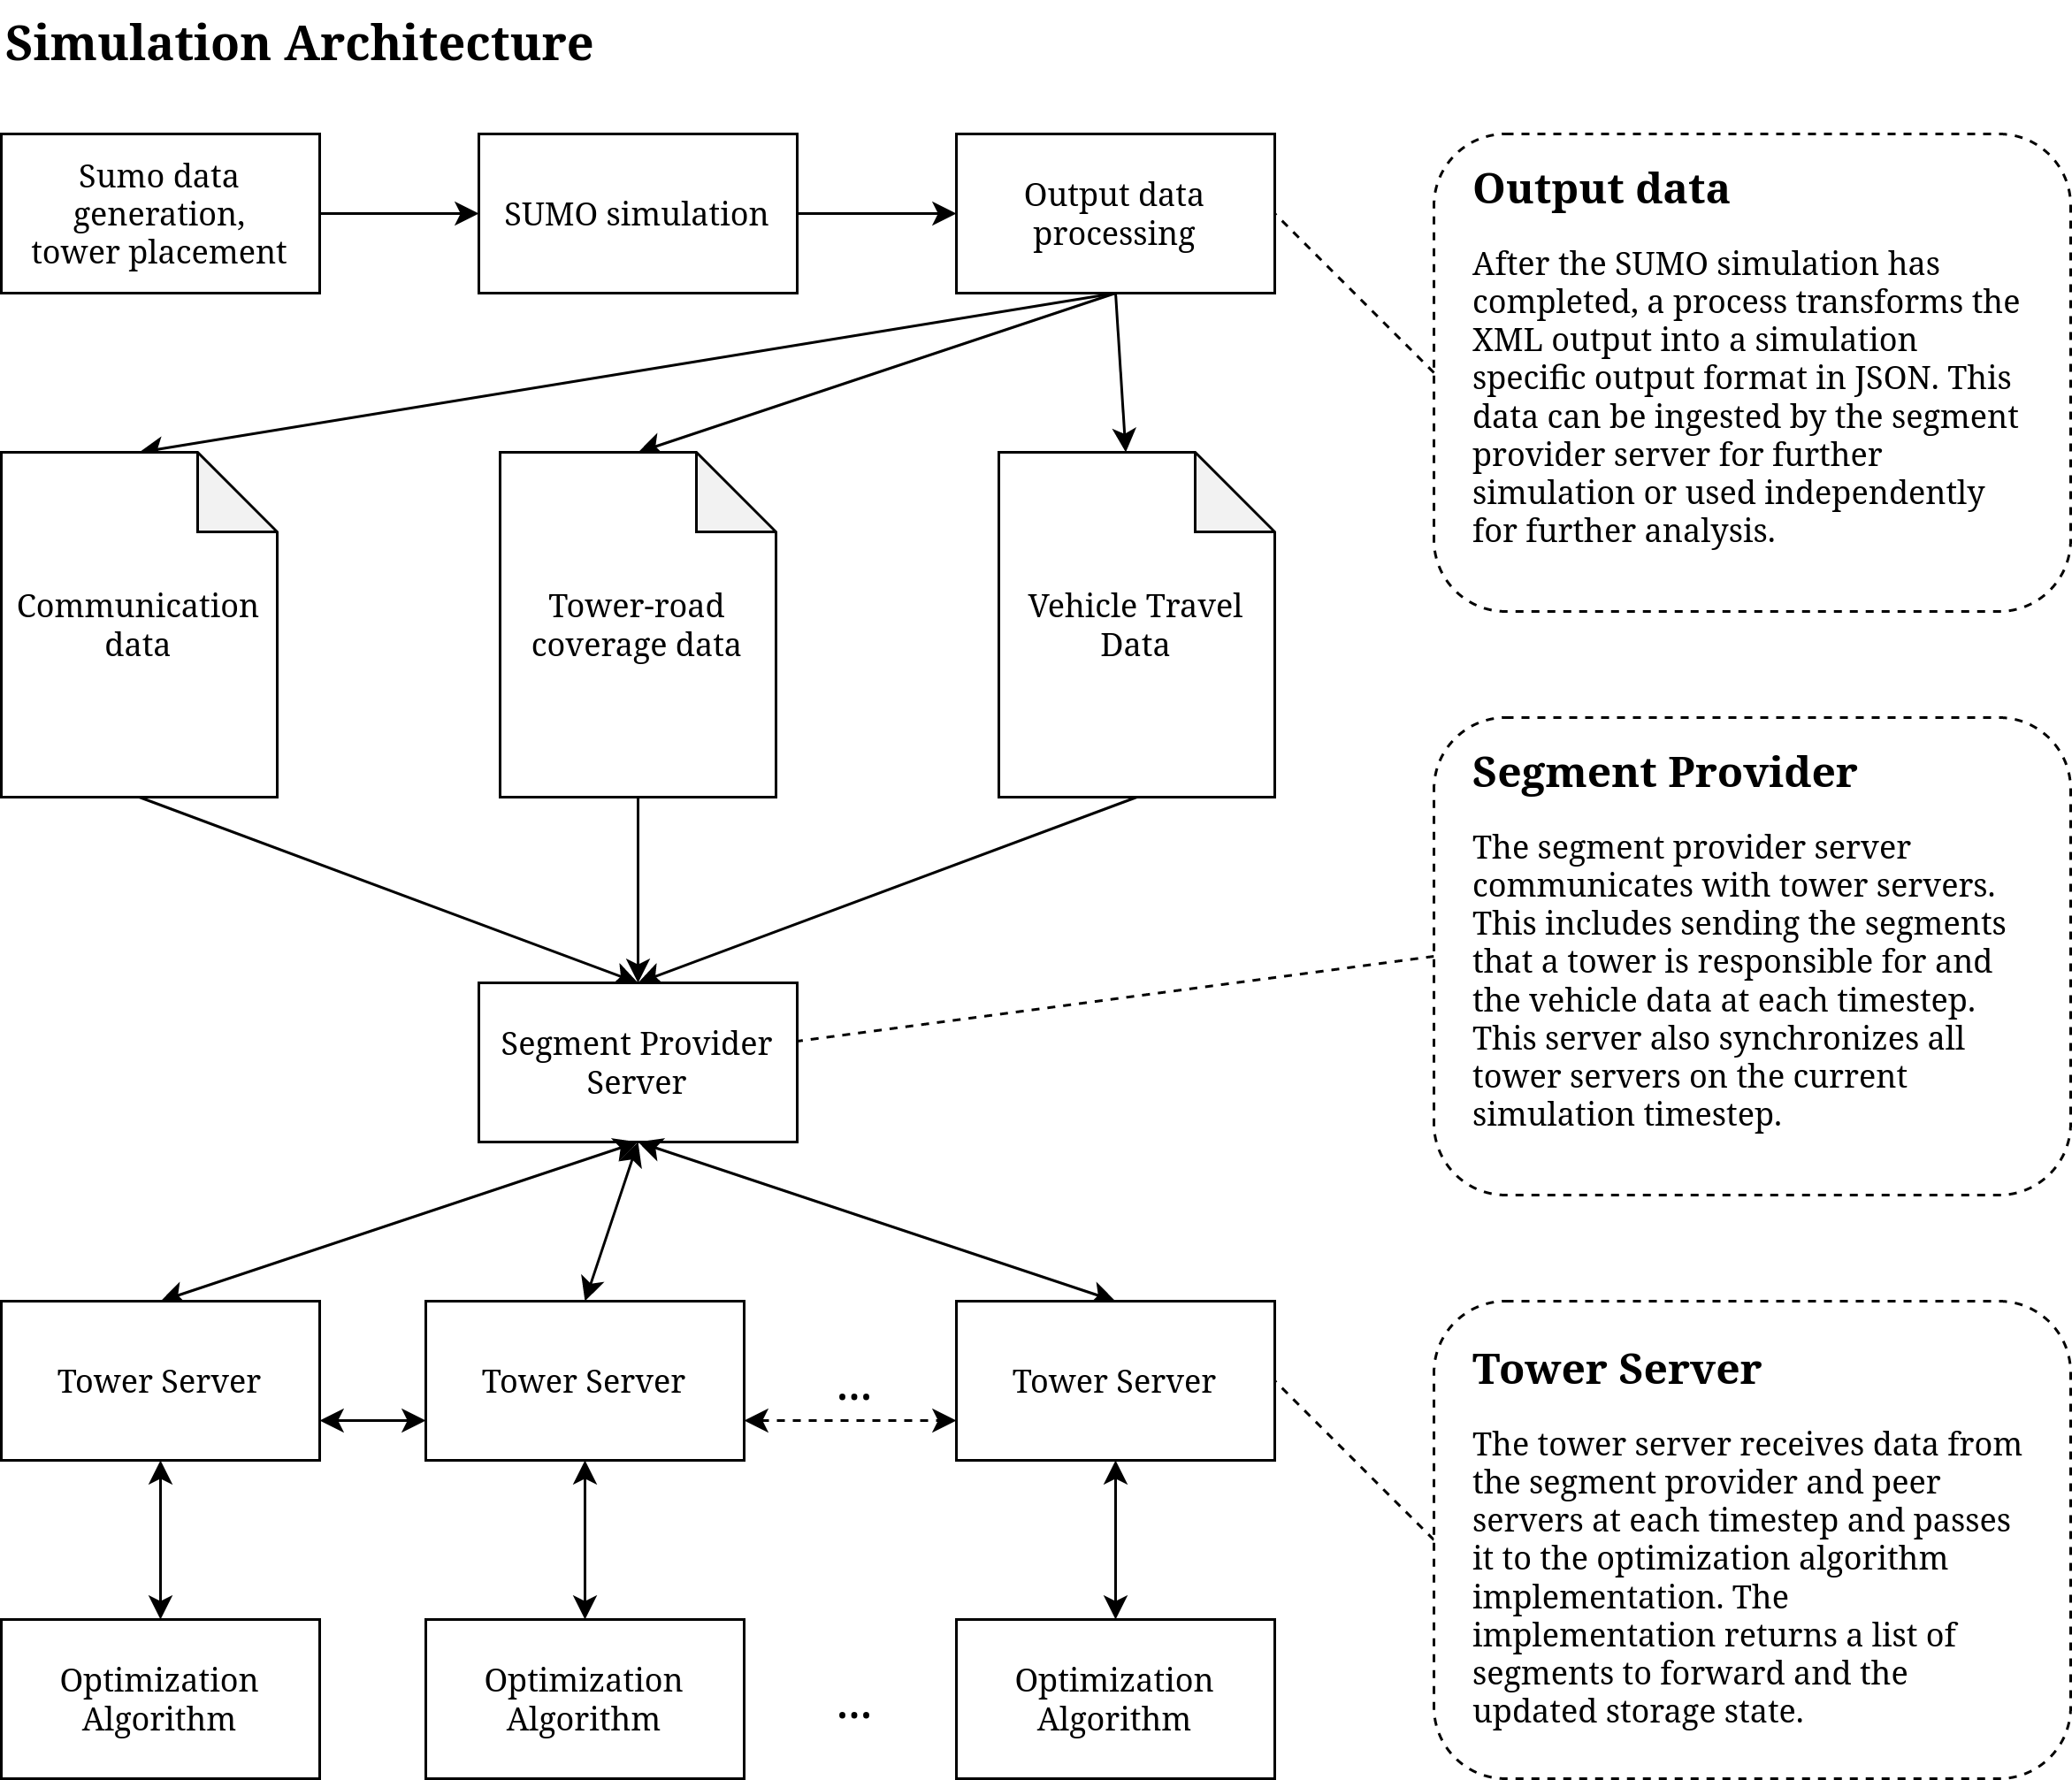 Simulation Architecture
Sumo data
generation,
tower placement
SUMO simulation
Output data
processing
Output data
After the SUMO simulation has
completed, a process transforms the
XML output into a simulation
specific output format in JSON. This
data can be ingested by the segment
provider server for further
simulation or used independently
for further analysis.
Communication
data
Tower-road
coverage data
Vehicle Travel
Data
Segment Provider
The segment provider server
communicates with tower servers.
This includes sending the segments
that a tower is responsible for and
the vehicle data at each timestep.
This server also synchronizes all
tower servers on the current
simulation timestep.
Segment Provider
Server
Tower Server
Tower Server
...
Tower Server
Tower Server
The tower server receives data from
the segment provider and peer
servers at each timestep and passes
it to the optimization algorithm
implementation. The
implementation returns a list of
segments to forward and the
updated storage state.
Optimization
Algorithm
Optimization
Algorithm
...
Optimization
Algorithm